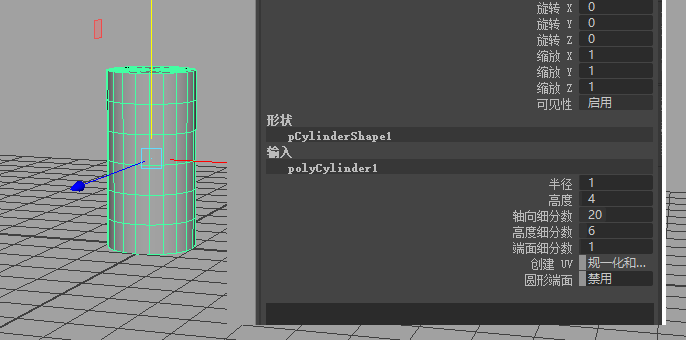 旋转 X 0
旋转 Y 0
旋转 Z 0
缩放 X 1
缩放 Y 1
缩放 Z 1
可见性 启用
形状
pCylinderShape1
输入
polyCylinder1
半径 1
高度 4
轴向细分数 20
高度细分数 6
端面细分数 1
创建 UV 规一化和...
圆形端面 禁用